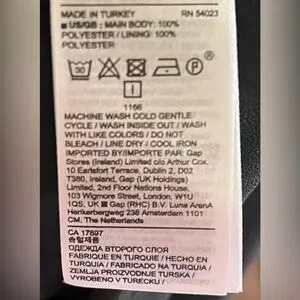 MADE IN TURKEY RN 54023
■ US/GB: MAIN BODY: 100%
POLYESTER / LINING: 100%
POLYESTER
30
1166
MACHINE WASH COLD GENTLE
CYCLE / WASH INSIDE OUT / WASH
WITH LIKE COLORS / DO NOT
BLEACH / LINE DRY / COOL IRON
IMPORTED BY/IMPORTE PAR: Gap
Stores (Ireland) Limited c/o Arthur Cox,
10 Earlsfort Terrace, Dublin 2, D02
T380, Ireland, Gap (UK Holdings)
Limited, 2nd Floor Nations House,
103 Wigmore Street, London, W1U
1QS, UK Gap (RHC) B.V. Luna ArenA
Herikerbergweg 238 Amsterdam 1101
CM, The Netherlands
CA 17897
솜털제품
ОДЕЖДА ВТОРОГО СЛОЯ
FABRIQUE EN TURQUIE / HECHO EN
TURQUIA / FABRICADO NA TURQUIA /
ZEMLJA PROIZVODNJE TURSKA /
VYROBENO V TURECKU /